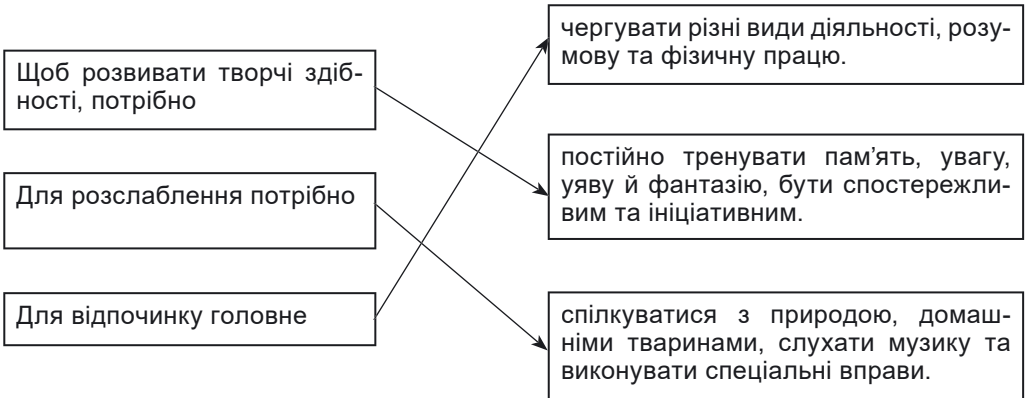 Щоб розвивати творчі здіб-
ності, потрібно
Для розслаблення потрібно
Для відпочинку головне
чергувати різні види діяльності, розу-
мову та фізичну працю.
постійно тренувати пам’ять, увагу,
уяву й фантазію, бути спостережли-
вим та ініціативним.
спілкуватися з природою, домаш-
німи тваринами, слухати музику та
виконувати спеціальні вправи.